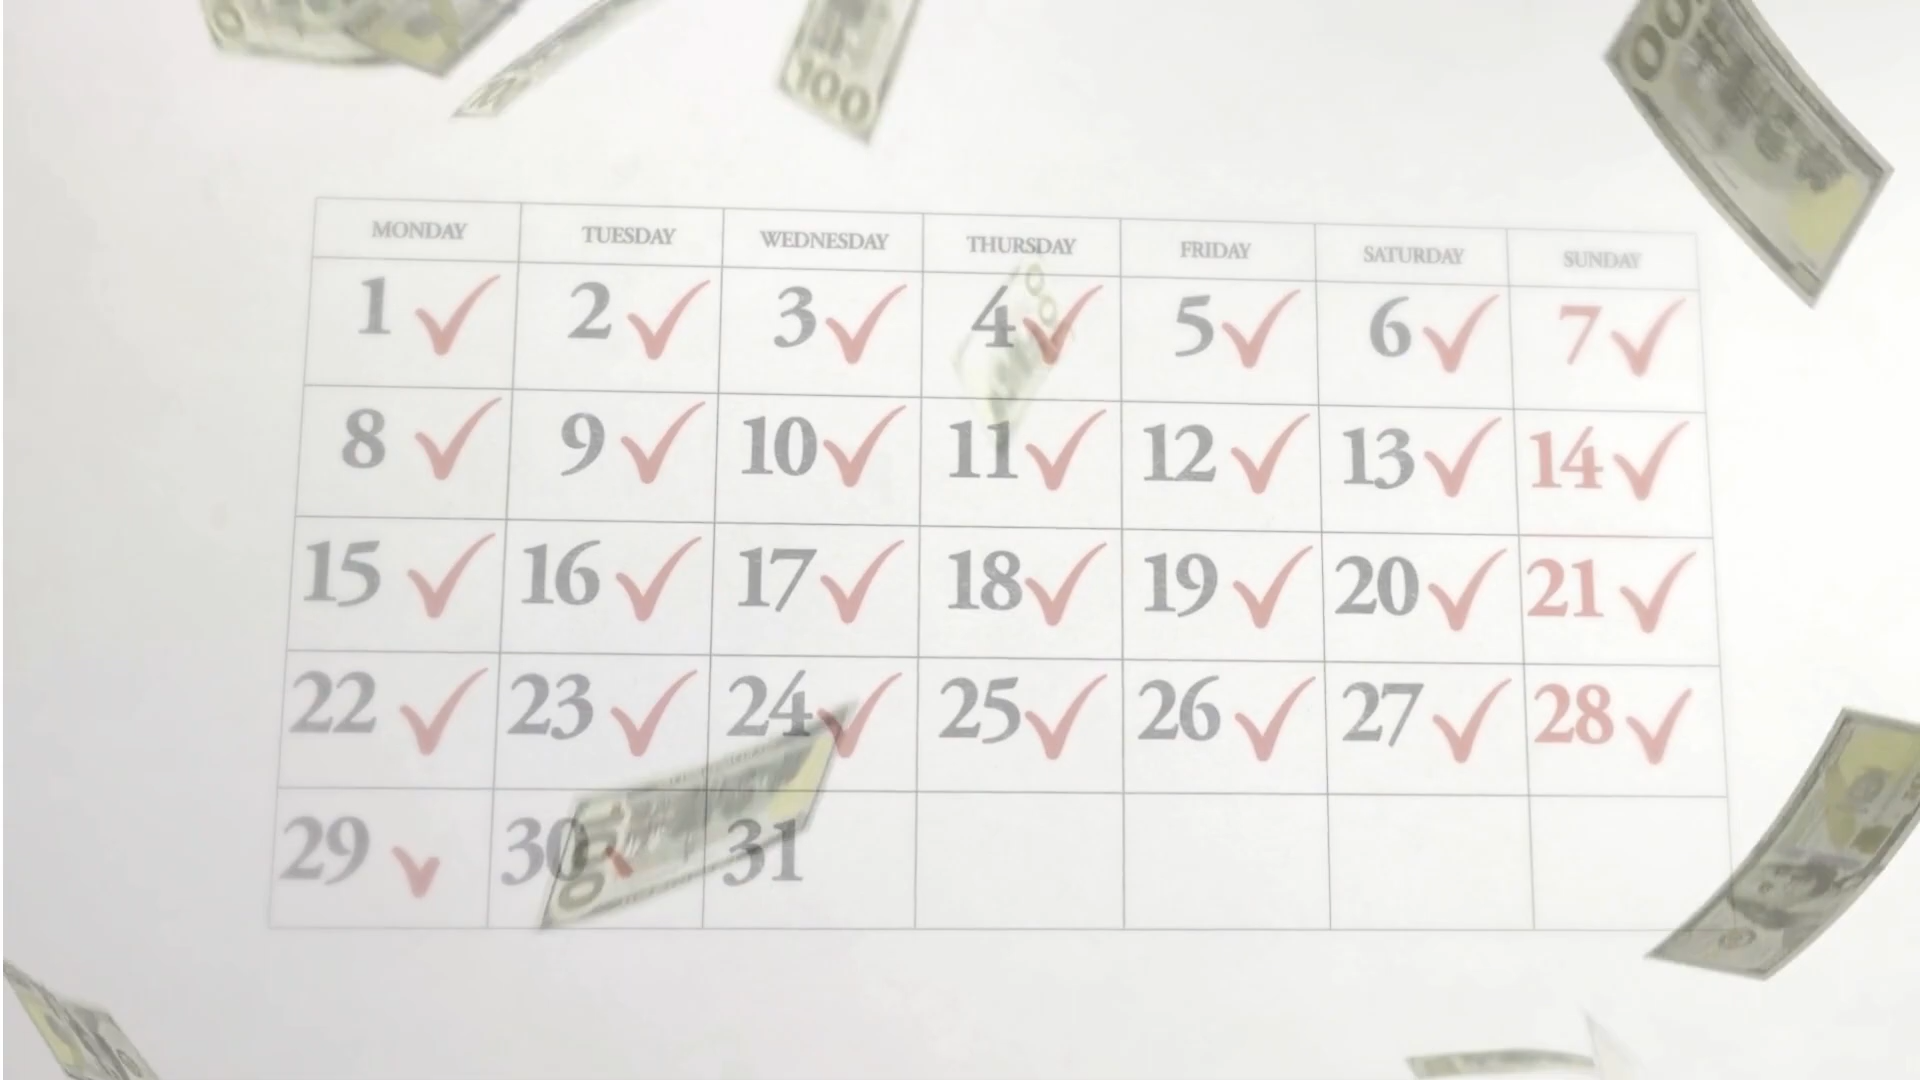 100
00
MONDAY TUESDAY WEDNESDAY THURSDAY FRIDAY SATURDAY SUNDAY
1 2 3 4 5 6 7
8 9 10 11 12 13 14
15 16 17 18 19 20 21
22 23 24 25 26 27 28
29 30 31